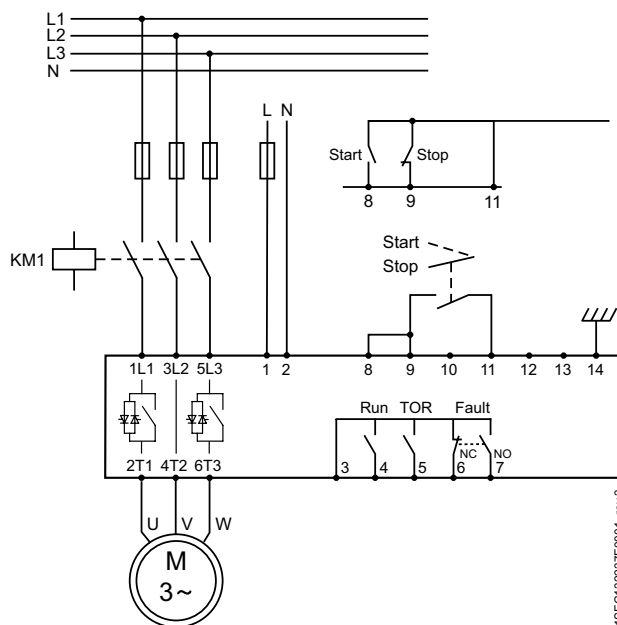 L1
L2
L3
N
L N
Start Stop
8 9 11
Start
Stop
KM1
1L1 3L2 5L3 1 2 8 9 10 11 12 13 14
Run TOR Fault
NC NO
2T1 4T2 6T3 3 4 5 6 7
U V W
M
3~